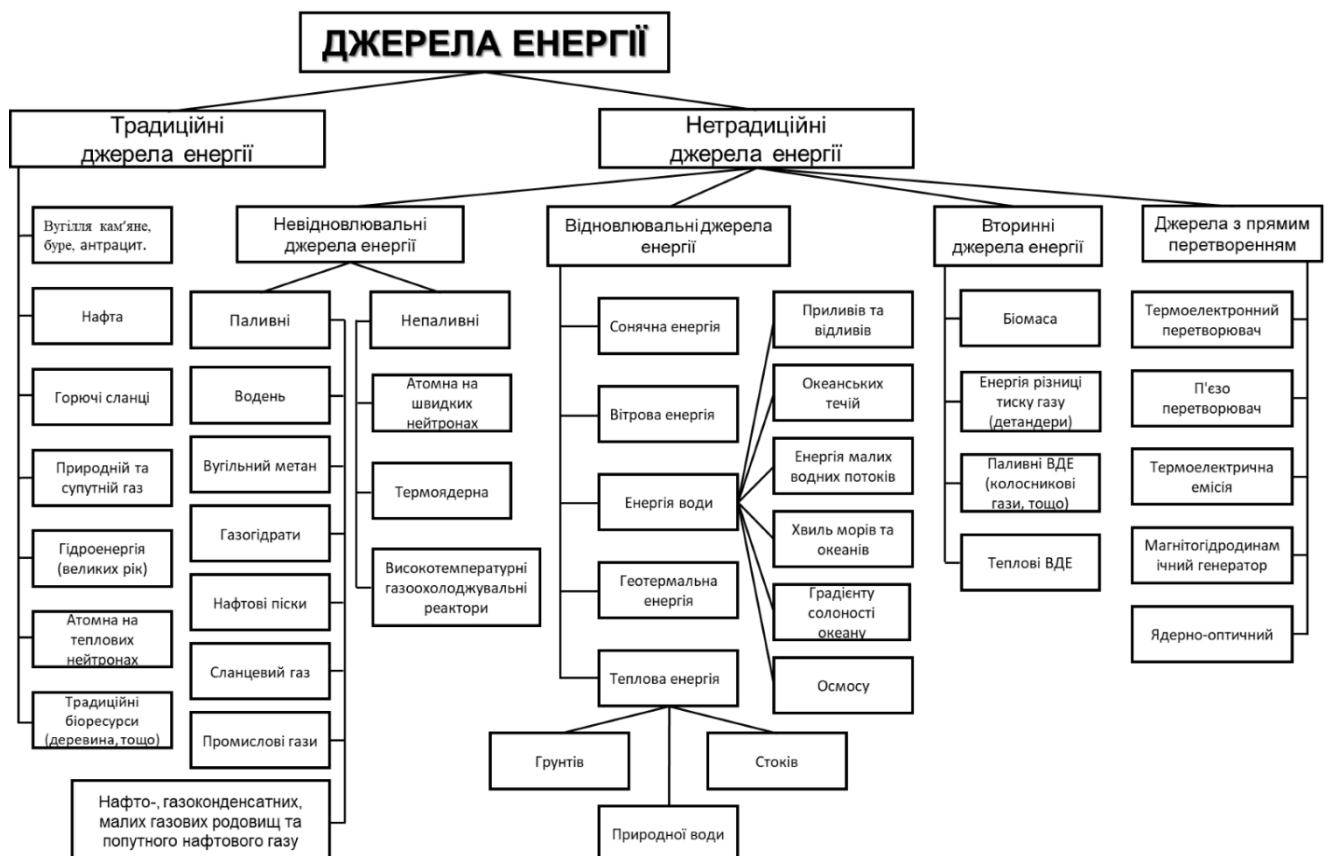 ДЖЕРЕЛА ЕНЕРГІЇ
Традиційні
джерела енергії
Нетрадиційні
джерела енергії
Вугілля кам’яне,
буре, антрацит.
Нафта
Горючі сланці
Природній та
супутній газ
Гідроенергія
(великих рік)
Атомна на
теплових
нейтронах
Традиційні
біоресурси
(деревина, тощо)
Невідновлювальні
джерела енергії
Паливні
Водень
Вугільний метан
Газогідрати
Нафтові піски
Сланцевий газ
Промислові гази
Нафто-, газоконденсатних,
малих газових родовищ та
попутного нафтового газу
Непаливні
Атомна на
швидких
нейтронах
Термоядерна
Високотемпературні
газоохолоджувальні
реактори
Відновлювальні джерела
енергії
Сонячна енергія
Вітрова енергія
Енергія води
Геотермальна
енергія
Теплова енергія
Приливів та
відливів
Океанських
течій
Енергія малих
водних потоків
Хвиль морів та
океанів
Градієнту
солоності
океану
Осмосу
Грунтів
Стоків
Природної води
Вторинні
джерела енергії
Біомаса
Енергія різниці
тиску газу
(детандери)
Паливні ВДЕ
(колосникові
гази, тощо)
Теплові ВДЕ
Джерела з прямим
перетворенням
Термоелектронний
перетворювач
П'єзо
перетворювач
Термоелектрична
емісія
Магнітогідродинам
ічний генератор
Ядерно-оптичний